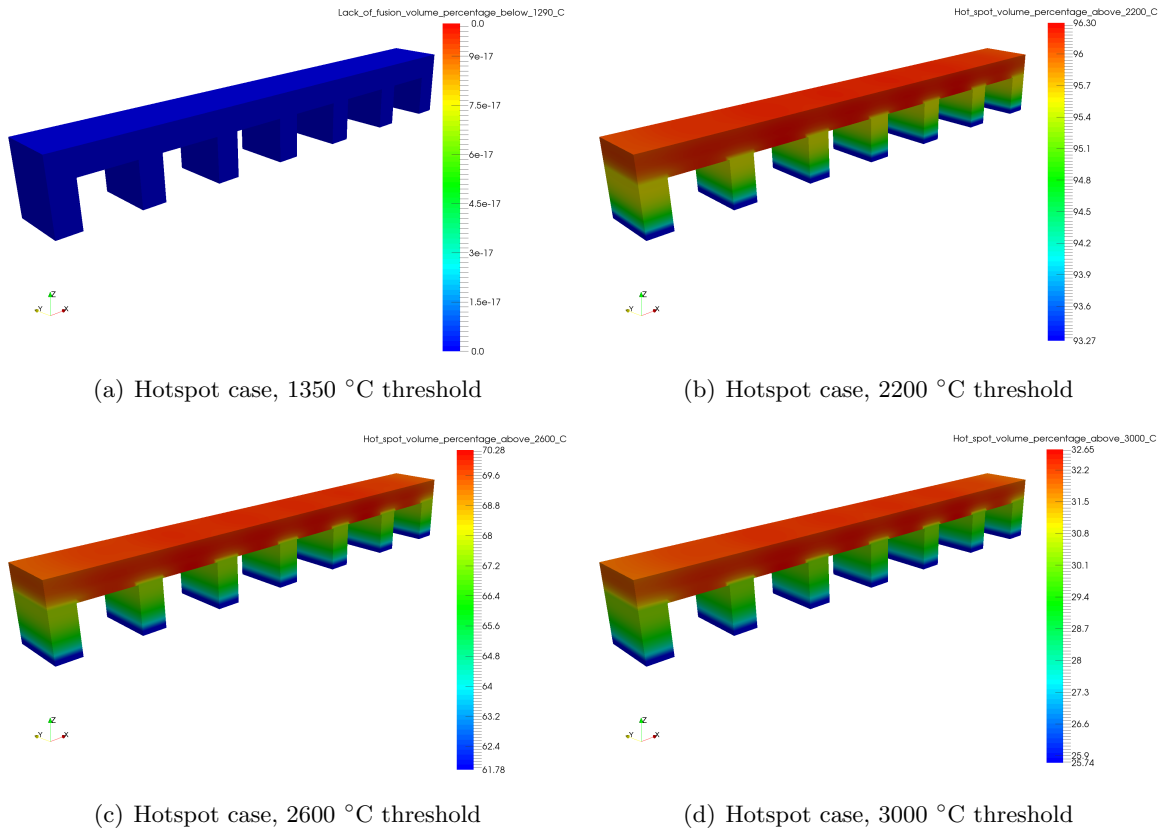 Lack_of_fusion_volume_percentage_below_1290_C
0.0
9e-17
7.5e-17
6e-17
4.5e-17
3e-17
1.5e-17
0.0
Z
Y
X
(a) Hotspot case, 1350 °C threshold
Hot_spot_volume_percentage_above_2200_C
96.30
96
95.7
95.4
95.1
94.8
94.5
94.2
93.9
93.6
93.27
Z
Y
X
(b) Hotspot case, 2200 °C threshold
Hot_spot_volume_percentage_above_2600_C
70.28
69.6
68.8
68
67.2
66.4
65.6
64.8
64
63.2
62.4
61.78
Z
Y
X
(c) Hotspot case, 2600 °C threshold
Hot_spot_volume_percentage_above_3000_C
32.65
32.2
31.5
30.8
30.1
29.4
28.7
28
27.3
26.6
25.9
25.74
Z
Y
X
(d) Hotspot case, 3000 °C threshold